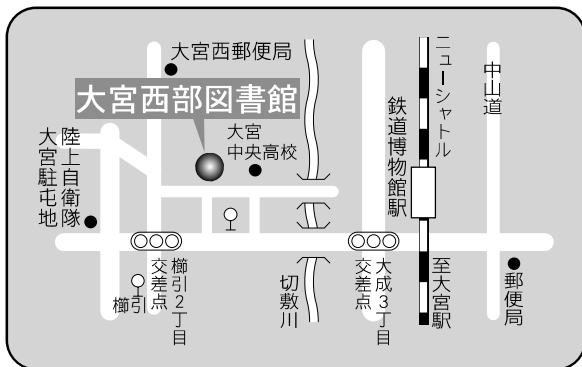 大宮西郵便局
大宮西部図書館
大宮
中央高校
陸上自衛隊
大宮駐屯地
ニューシャトル
鉄道博物館駅
中山道
櫛引
櫛引2丁目
交差点
切敷川
大成3丁目
交差点
至大宮駅
郵便局